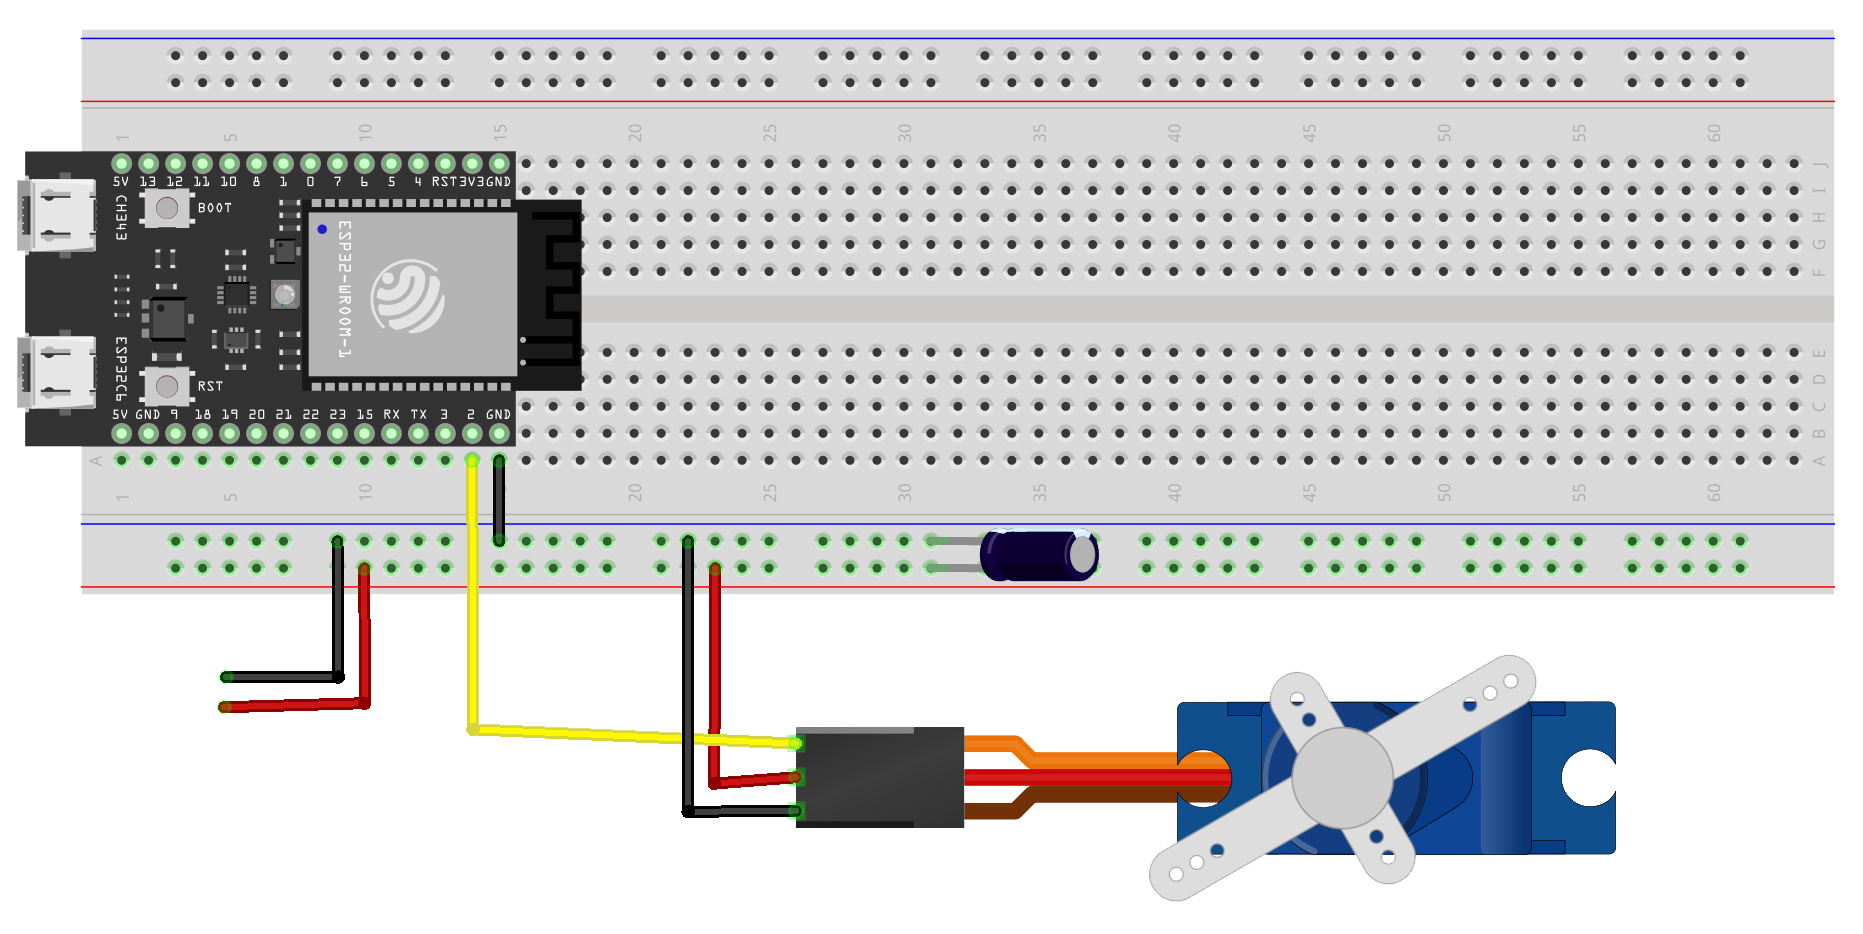 1 5 10 15 20 25 30 35 40 45 50 55 60
J
5V 13 12 11 10 8 1 0 7 6 5 4 RST 3V3 GND
I
CH343
BOOT
H
ESP32-WROOM-1
G
F
E
ESP32C6
RST
D
5V GND 9 18 19 20 21 22 23 15 RX TX 3 2 GND
C
B
A A
1 5 10 20 25 30 35 40 45 50 55 60